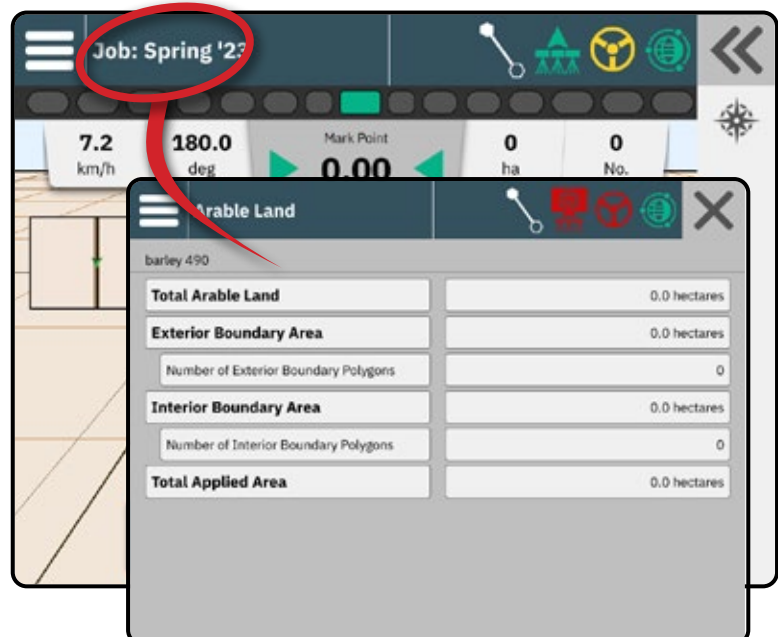 Job: Spring '23
7.2
km/h
180.0
deg
Mark Point
0.00
0
ha
0
No.
Arable Land
barley 490
Total Arable Land 0.0 hectares
Exterior Boundary Area 0.0 hectares
Number of Exterior Boundary Polygons 0
Interior Boundary Area 0.0 hectares
Number of Interior Boundary Polygons 0
Total Applied Area 0.0 hectares